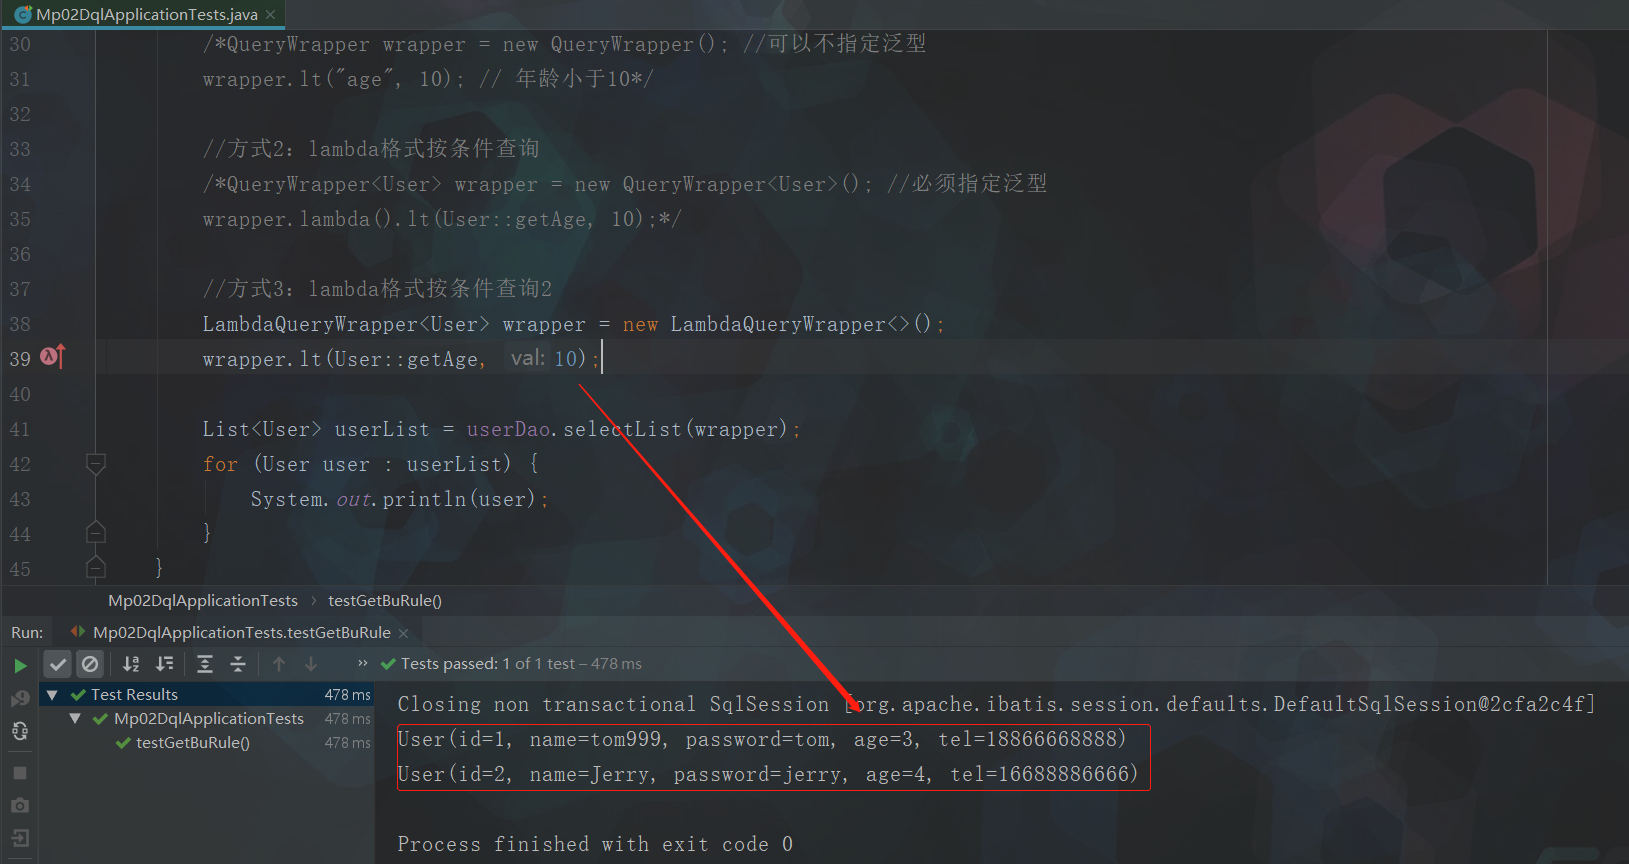 Mp02DqlApplicationTests.java
30 /*QueryWrapper wrapper = new QueryWrapper(); //可以不指定泛型
31 wrapper.lt("age", 10); // 年龄小于10*/
32
33 //方式2：lambda格式按条件查询
34 /*QueryWrapper<User> wrapper = new QueryWrapper<User>(); //必须指定泛型
35 wrapper.lambda().lt(User::getAge, 10);*/
36
37 //方式3：lambda格式按条件查询2
38 LambdaQueryWrapper<User> wrapper = new LambdaQueryWrapper<>();
39 wrapper.lt(User::getAge, val: 10);
40
41 List<User> userList = userDao.selectList(wrapper);
42 for (User user : userList) {
43 System.out.println(user);
44 }
45 }
Mp02DqlApplicationTests › testGetBuRule()
Run: Mp02DqlApplicationTests.testGetBuRule
» Tests passed: 1 of 1 test – 478 ms
Test Results 478 ms
Mp02DqlApplicationTests 478 ms
testGetBuRule() 478 ms
Closing non transactional SqlSession [org.apache.ibatis.session.defaults.DefaultSqlSession@2cfa2c4f]
User(id=1, name=tom999, password=tom, age=3, tel=18866668888)
User(id=2, name=Jerry, password=jerry, age=4, tel=16688886666)
Process finished with exit code 0